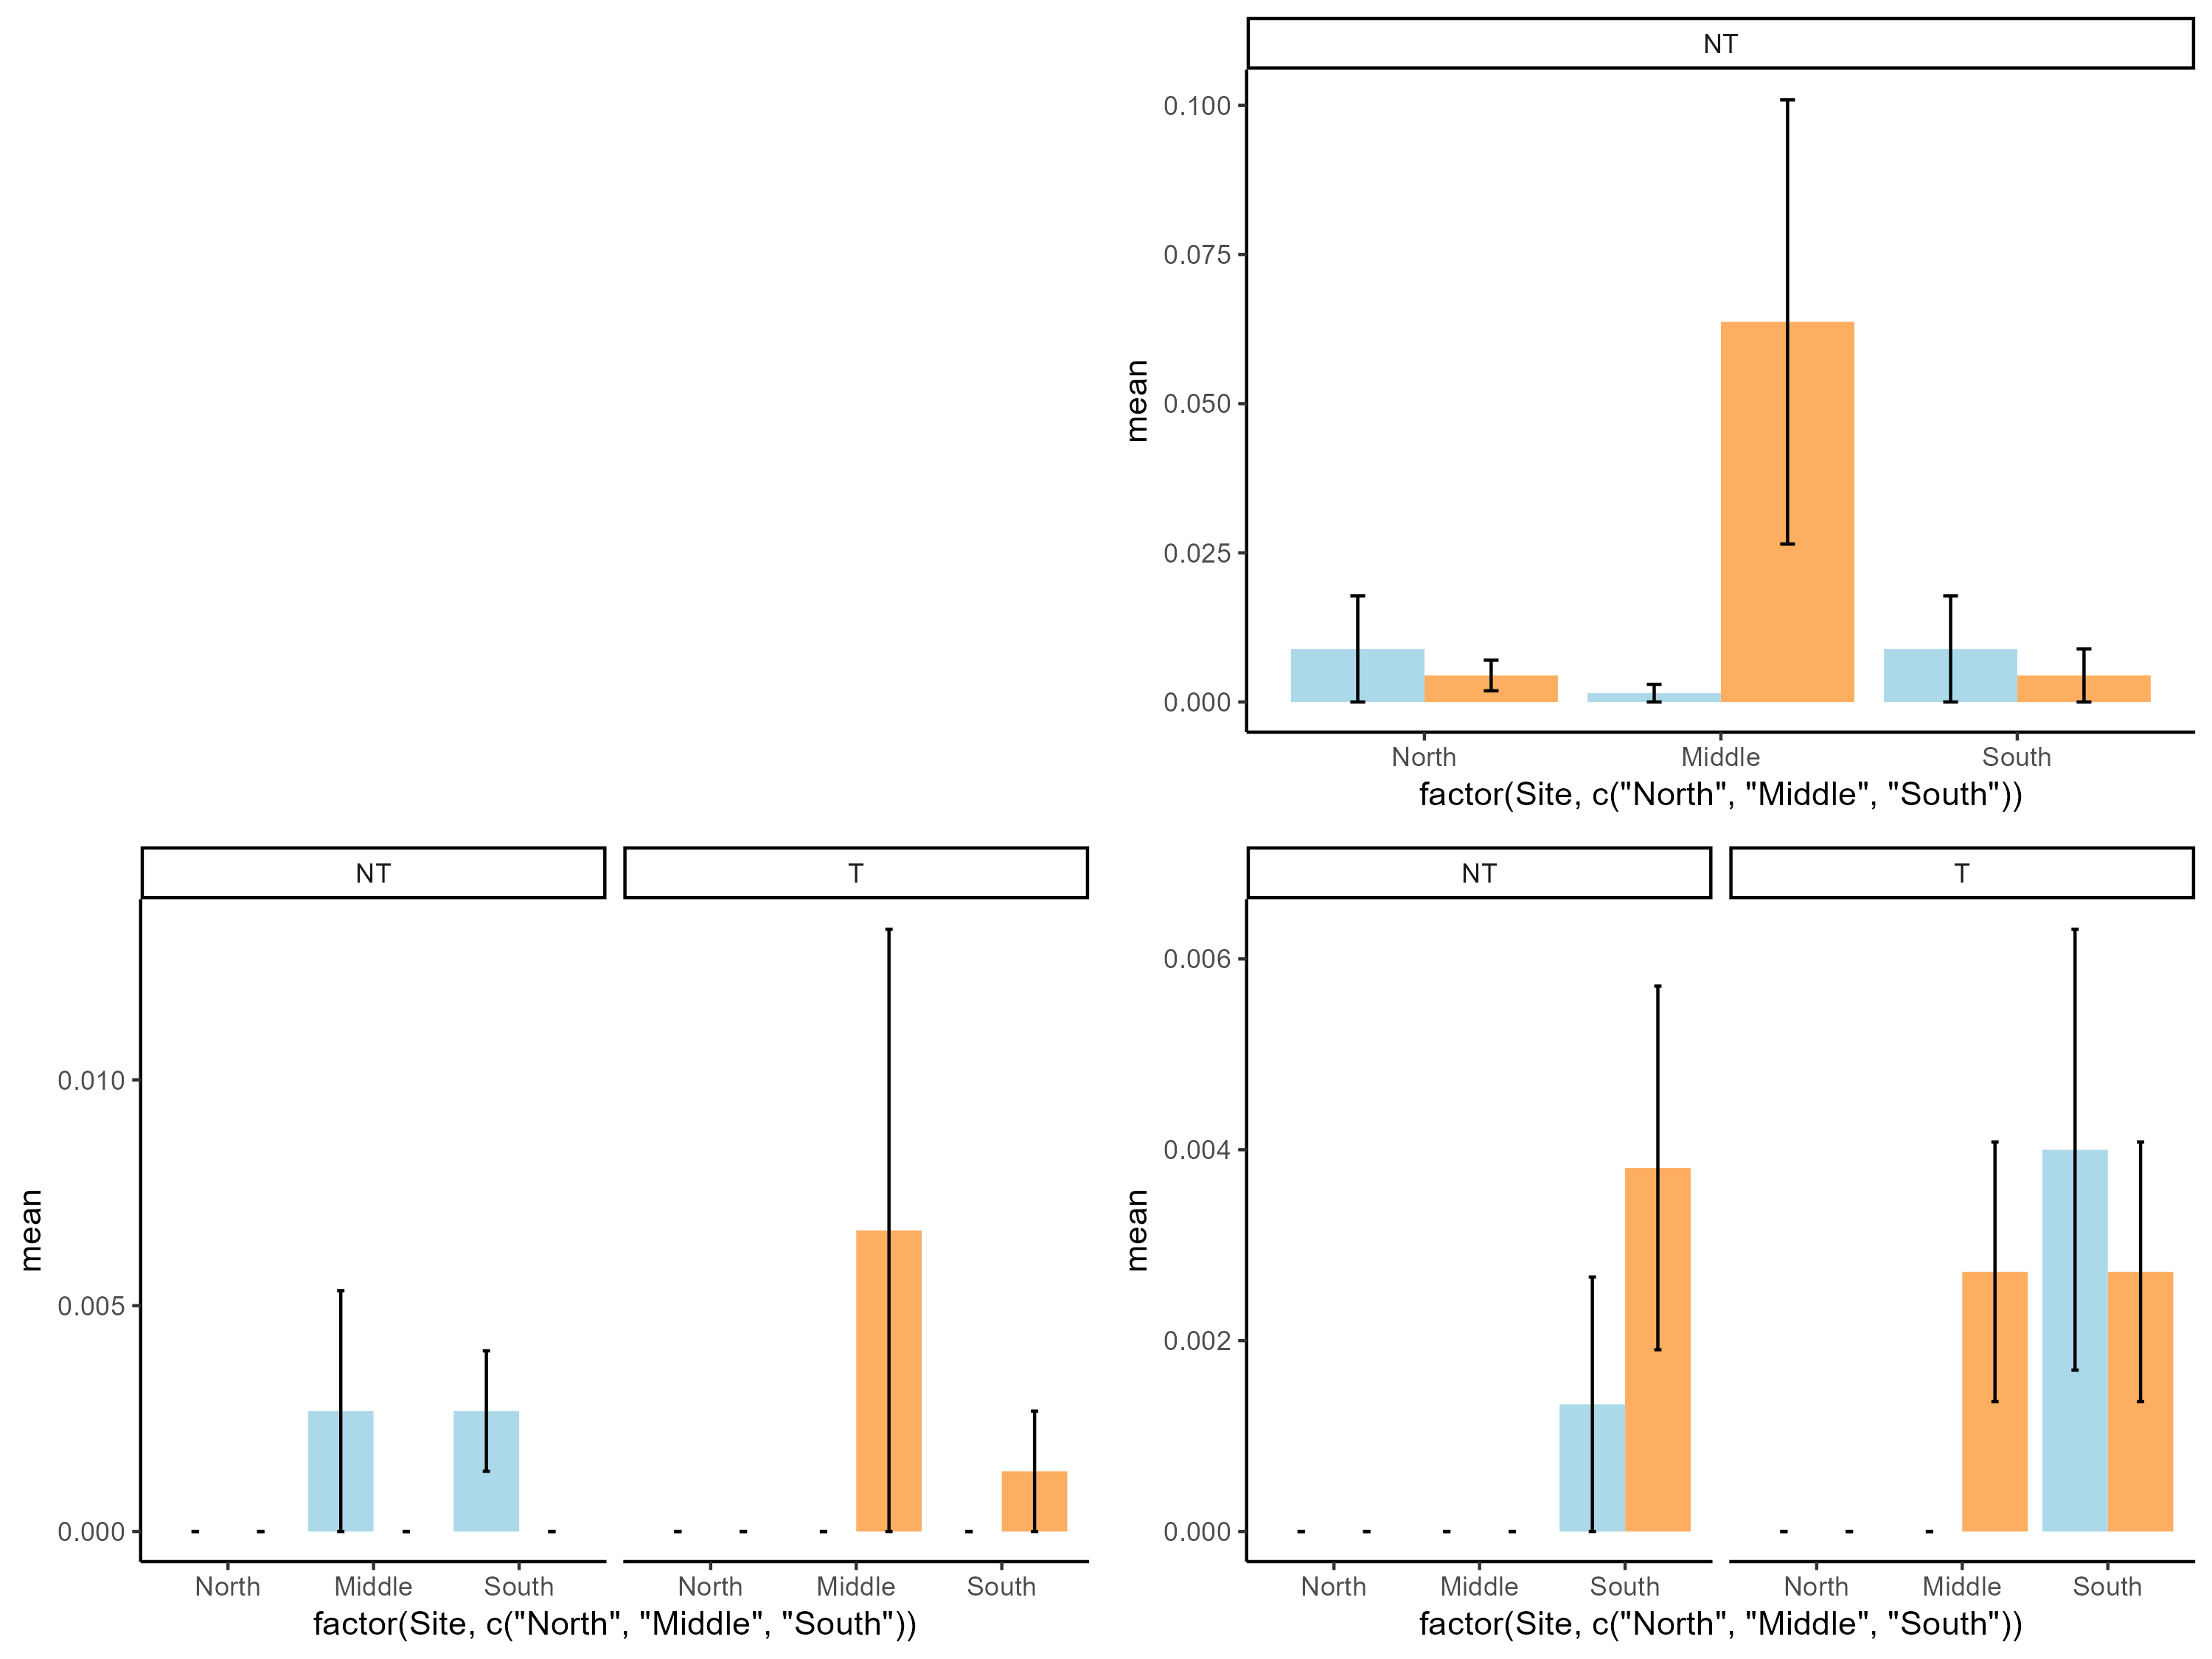 NT
0.100
0.075
0.050
0.025
0.000
mean
North Middle South
factor(Site, c("North", "Middle", "South"))
NT T
0.010
0.005
0.000
mean
North Middle South North Middle South
factor(Site, c("North", "Middle", "South"))
NT T
0.006
0.004
0.002
0.000
mean
North Middle South North Middle South
factor(Site, c("North", "Middle", "South"))